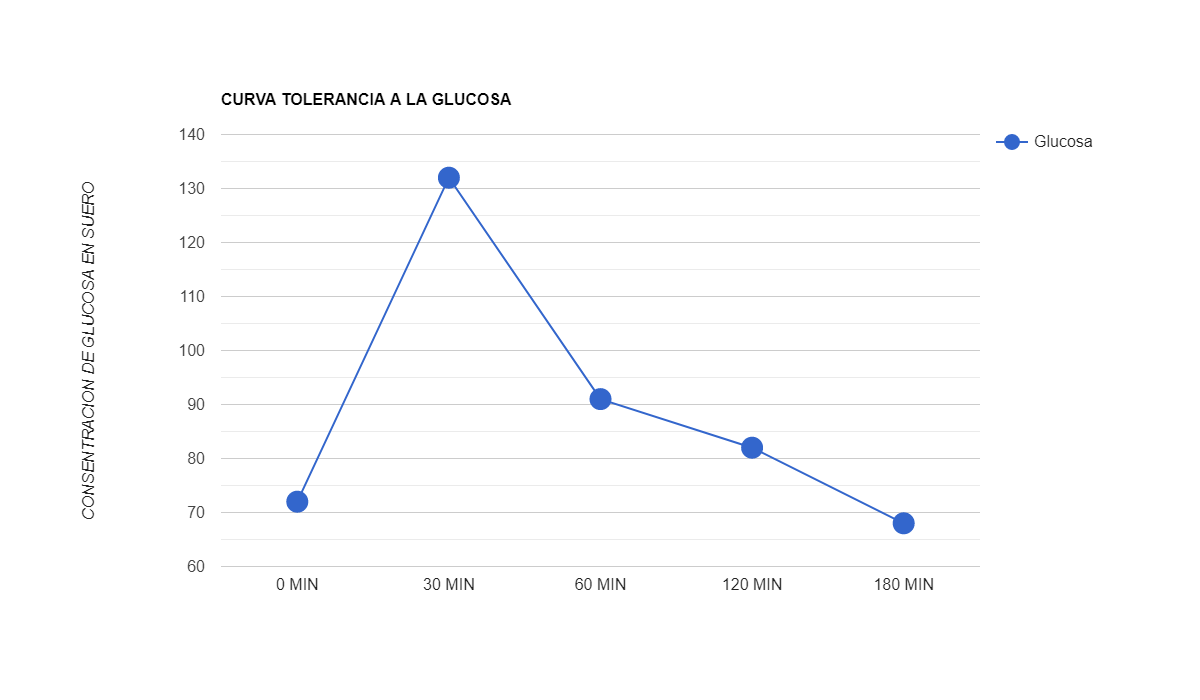 CURVA TOLERANCIA A LA GLUCOSA
Glucosa
CONSENTRACION DE GLUCOSA EN SUERO
140
130
120
110
100
90
80
70
60
0 MIN
30 MIN
60 MIN
120 MIN
180 MIN